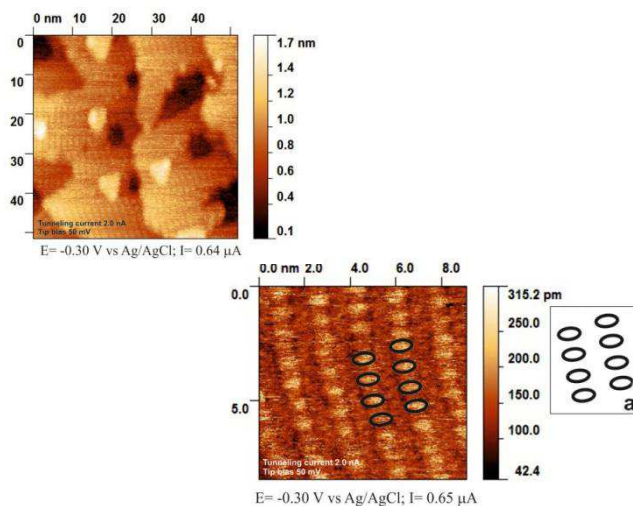 0 nm 20 30 40
0
10
20
30
40
1.7 nm
1.4
1.2
1.0
0.8
0.6
0.4
0.1
Tunneling current 2.0 nA
Tip bias 50 mV
E= -0.30 V vs Ag/AgCl; I= 0.64 µA
0.0 nm 2.0 4.0 6.0 8.0
0.0
5.0
315.2 pm
250.0
200.0
150.0
100.0
42.4
a
Tunneling current 2.0 nA
Tip bias 50 mV
E= -0.30 V vs Ag/AgCl; I= 0.65 µA